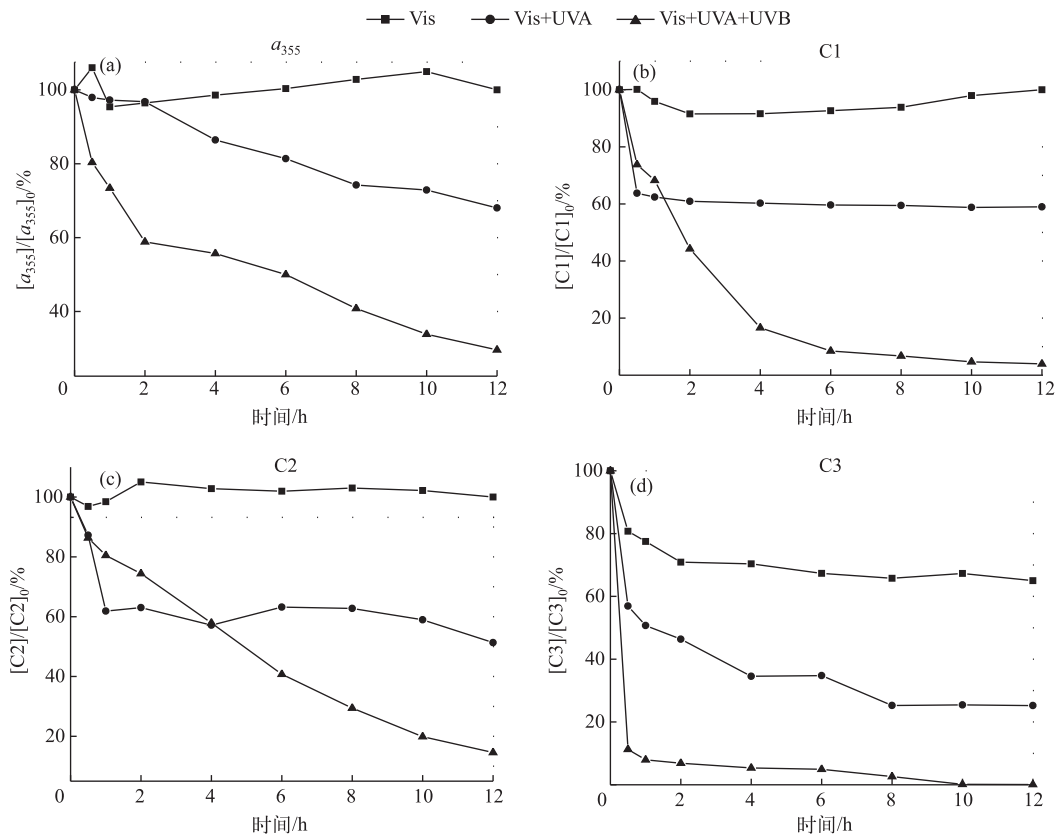 Vis Vis+UVA Vis+UVA+UVB
a₃₅₅
(a)
[a₃₅₅]/[a₃₅₅]₀/%
100
80
60
40
0 2 4 6 8 10 12
时间/h
C1
(b)
[C1]/[C1]₀/%
100
80
60
40
20
0 2 4 6 8 10 12
时间/h
C2
(c)
[C2]/[C2]₀/%
100
80
60
40
20
0 2 4 6 8 10 12
时间/h
C3
(d)
[C3]/[C3]₀/%
100
80
60
40
20
0 2 4 6 8 10 12
时间/h